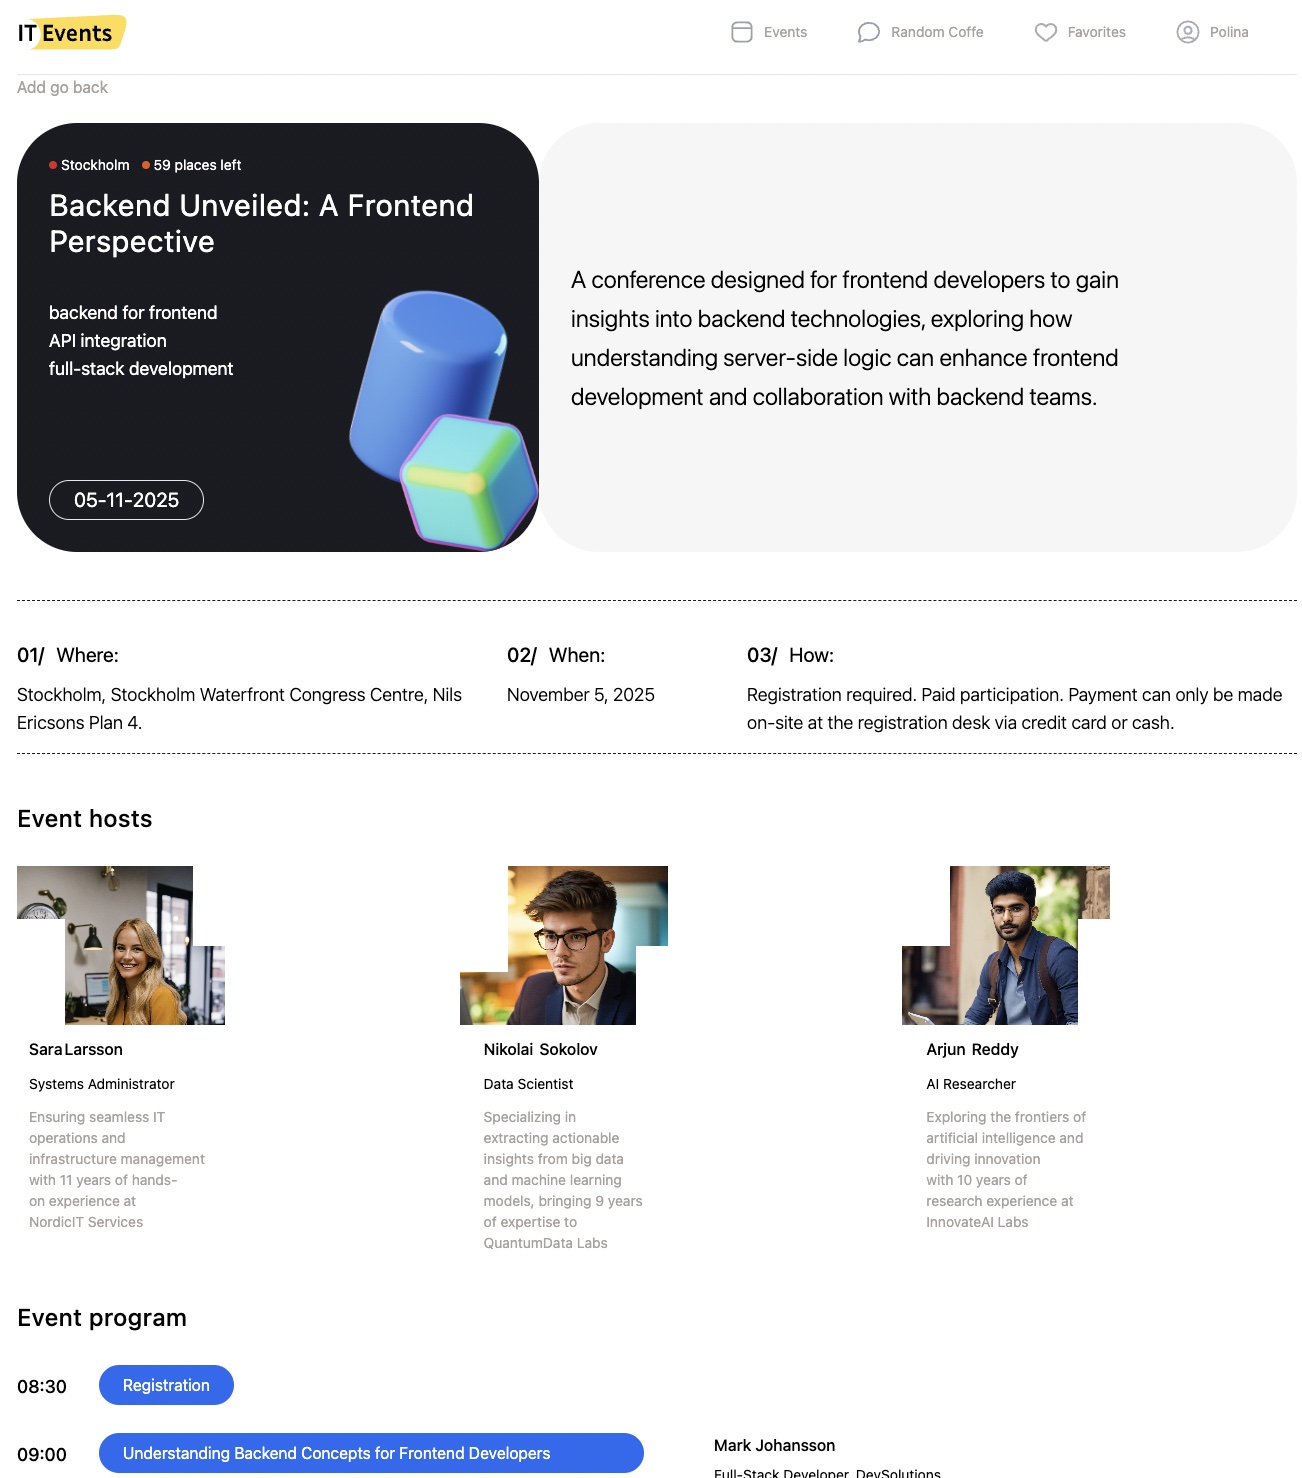 IT Events
Events
Random Coffe
Favorites
Polina
Add go back
Stockholm
59 places left
Backend Unveiled: A Frontend
Perspective
backend for frontend
API integration
full-stack development
05-11-2025
A conference designed for frontend developers to gain
insights into backend technologies, exploring how
understanding server-side logic can enhance frontend
development and collaboration with backend teams.
01/ Where:
Stockholm, Stockholm Waterfront Congress Centre, Nils
Ericsons Plan 4.
02/ When:
November 5, 2025
03/ How:
Registration required. Paid participation. Payment can only be made
on-site at the registration desk via credit card or cash.
Event hosts
Sara Larsson
Systems Administrator
Ensuring seamless IT
operations and
infrastructure management
with 11 years of hands-
on experience at
NordicIT Services
Nikolai Sokolov
Data Scientist
Specializing in
extracting actionable
insights from big data
and machine learning
models, bringing 9 years
of expertise to
QuantumData Labs
Arjun Reddy
AI Researcher
Exploring the frontiers of
artificial intelligence and
driving innovation
with 10 years of
research experience at
InnovateAI Labs
Event program
08:30
Registration
09:00
Understanding Backend Concepts for Frontend Developers
Mark Johansson
Full-Stack Developer, DevSolutions